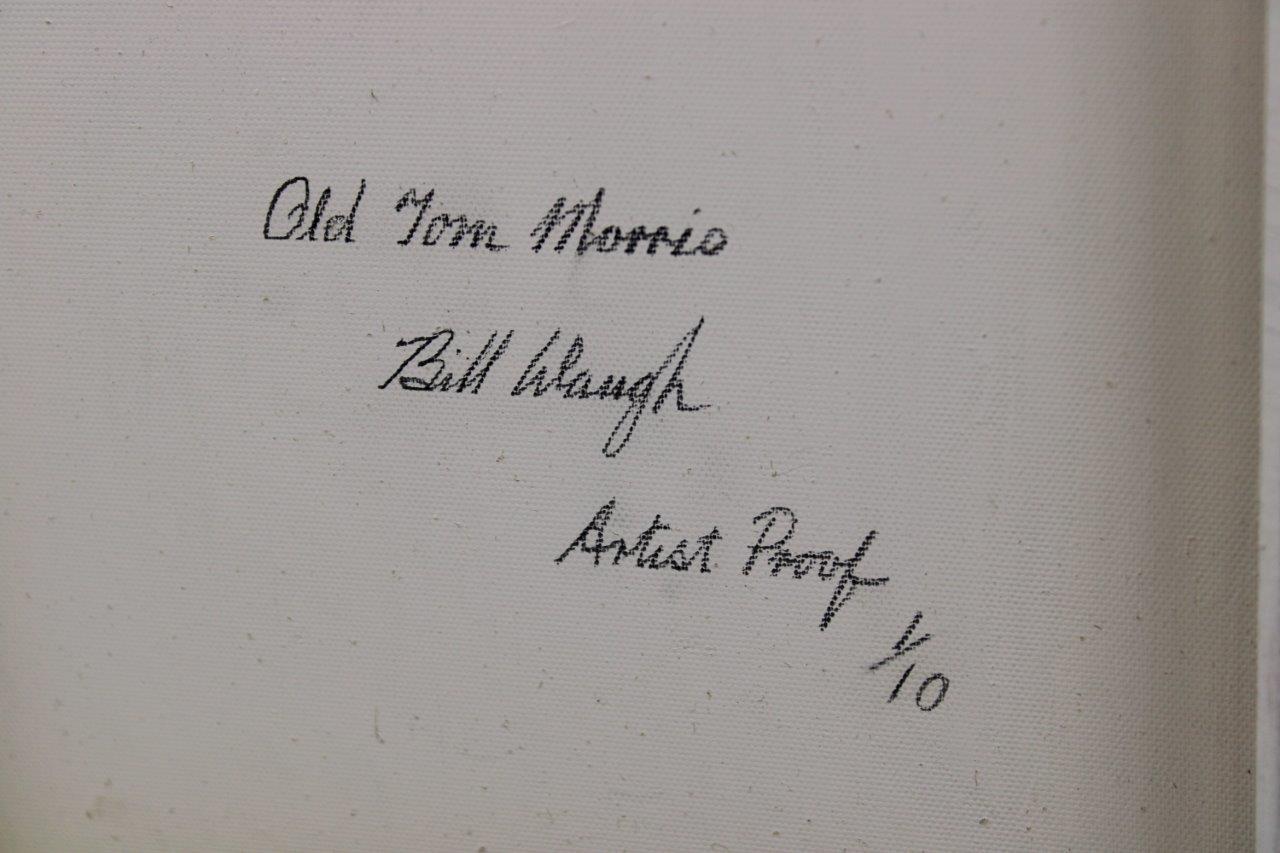 Old Tom Morris
Bill Waugh
Artist Proof
1/10